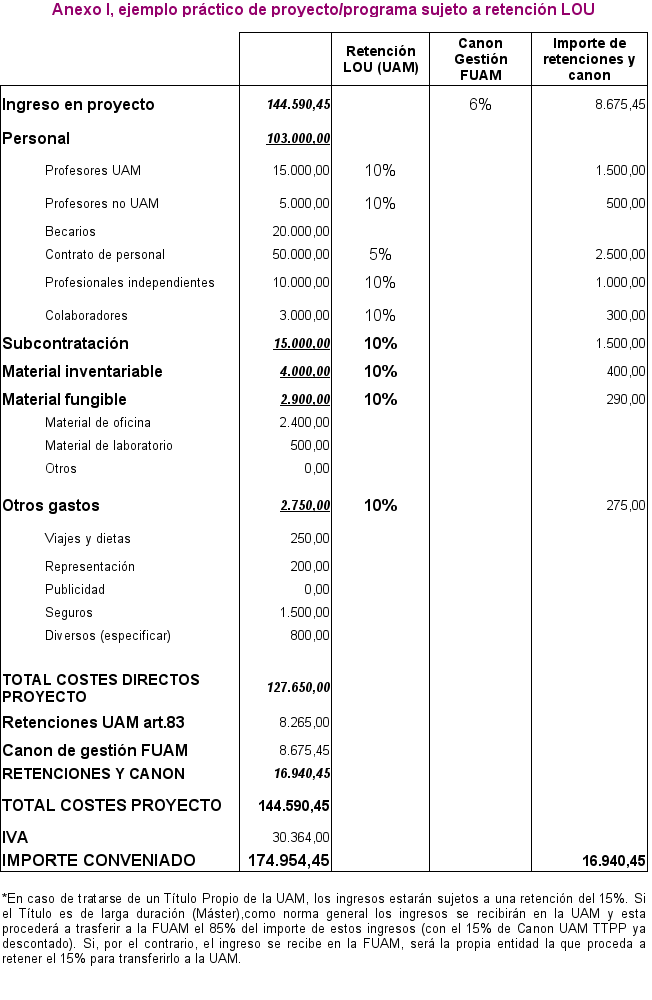 Anexo I, ejemplo práctico de proyecto/programa sujeto a retención LOU
Retención LOU (UAM) Canon Gestión FUAM Importe de retenciones y canon
Ingreso en proyecto 144.590,45 6% 8.675,45
Personal 103.000,00
Profesores UAM 15.000,00 10% 1.500,00
Profesores no UAM 5.000,00 10% 500,00
Becarios 20.000,00
Contrato de personal 50.000,00 5% 2.500,00
Profesionales independientes 10.000,00 10% 1.000,00
Colaboradores 3.000,00 10% 300,00
Subcontratación 15.000,00 10% 1.500,00
Material inventariable 4.000,00 10% 400,00
Material fungible 2.900,00 10% 290,00
Material de oficina 2.400,00
Material de laboratorio 500,00
Otros 0,00
Otros gastos 2.750,00 10% 275,00
Viajes y dietas 250,00
Representación 200,00
Publicidad 0,00
Seguros 1.500,00
Diversos (especificar) 800,00
TOTAL COSTES DIRECTOS PROYECTO 127.650,00
Retenciones UAM art.83 8.265,00
Canon de gestión FUAM 8.675,45
RETENCIONES Y CANON 16.940,45
TOTAL COSTES PROYECTO 144.590,45
IVA 30.364,00
IMPORTE CONVENIADO 174.954,45 16.940,45
*En caso de tratarse de un Título Propio de la UAM, los ingresos estarán sujetos a una retención del 15%. Si
el Título es de larga duración (Máster),como norma general los ingresos se recibirán en la UAM y esta
procederá a trasferir a la FUAM el 85% del importe de estos ingresos (con el 15% de Canon UAM TTPP ya
descontado). Si, por el contrario, el ingreso se recibe en la FUAM, será la propia entidad la que proceda a
retener el 15% para transferirlo a la UAM.